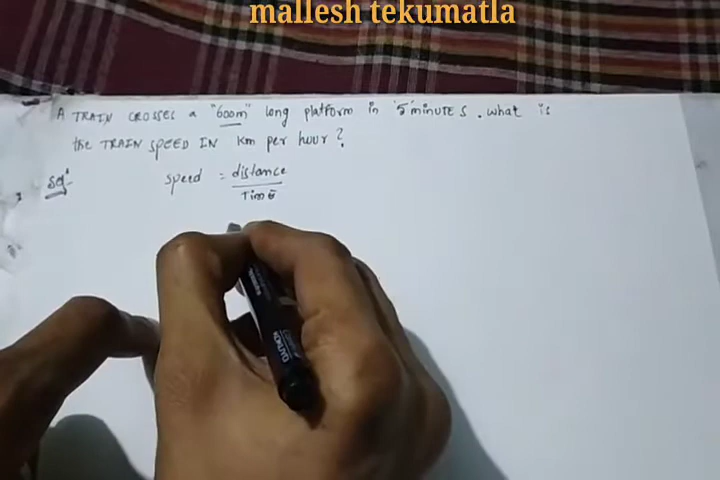 mallesh tekumatla
A TRAIN CROSSES a "600m" long platform in '5'minutes. what is
the TRAIN SPEED IN Km per hour?
Sol:
speed = distance
Time